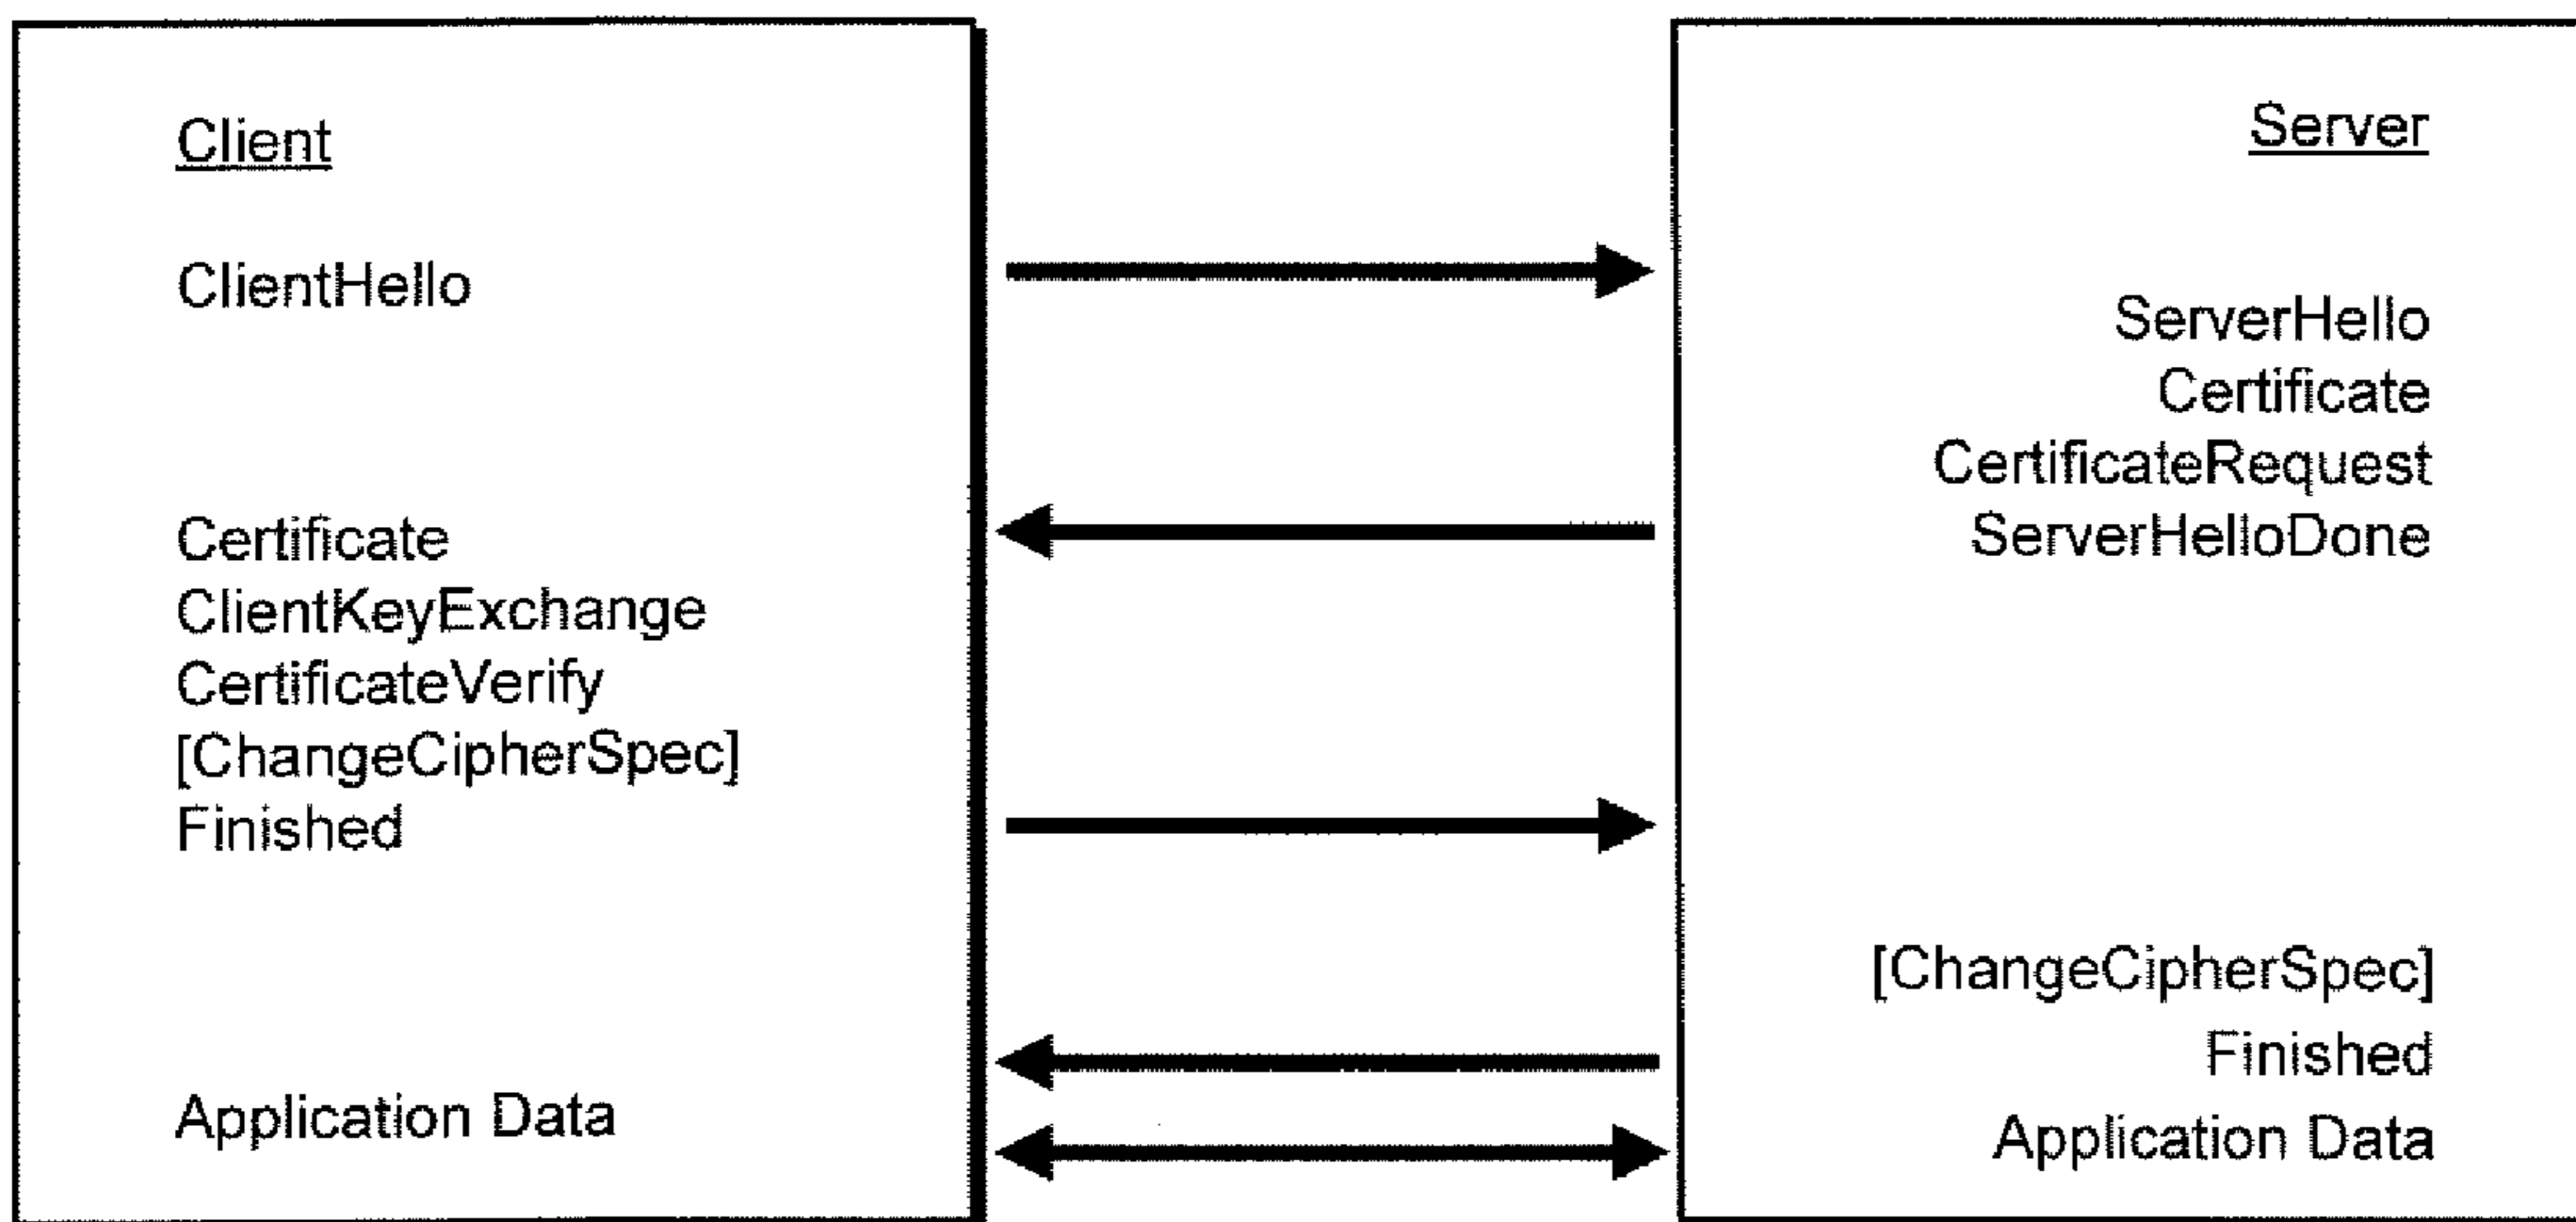 Client
ClientHello
Certificate
ClientKeyExchange
CertificateVerify
[ChangeCipherSpec]
Finished
Application Data
Server
ServerHello
Certificate
CertificateRequest
ServerHelloDone
[ChangeCipherSpec]
Finished
Application Data